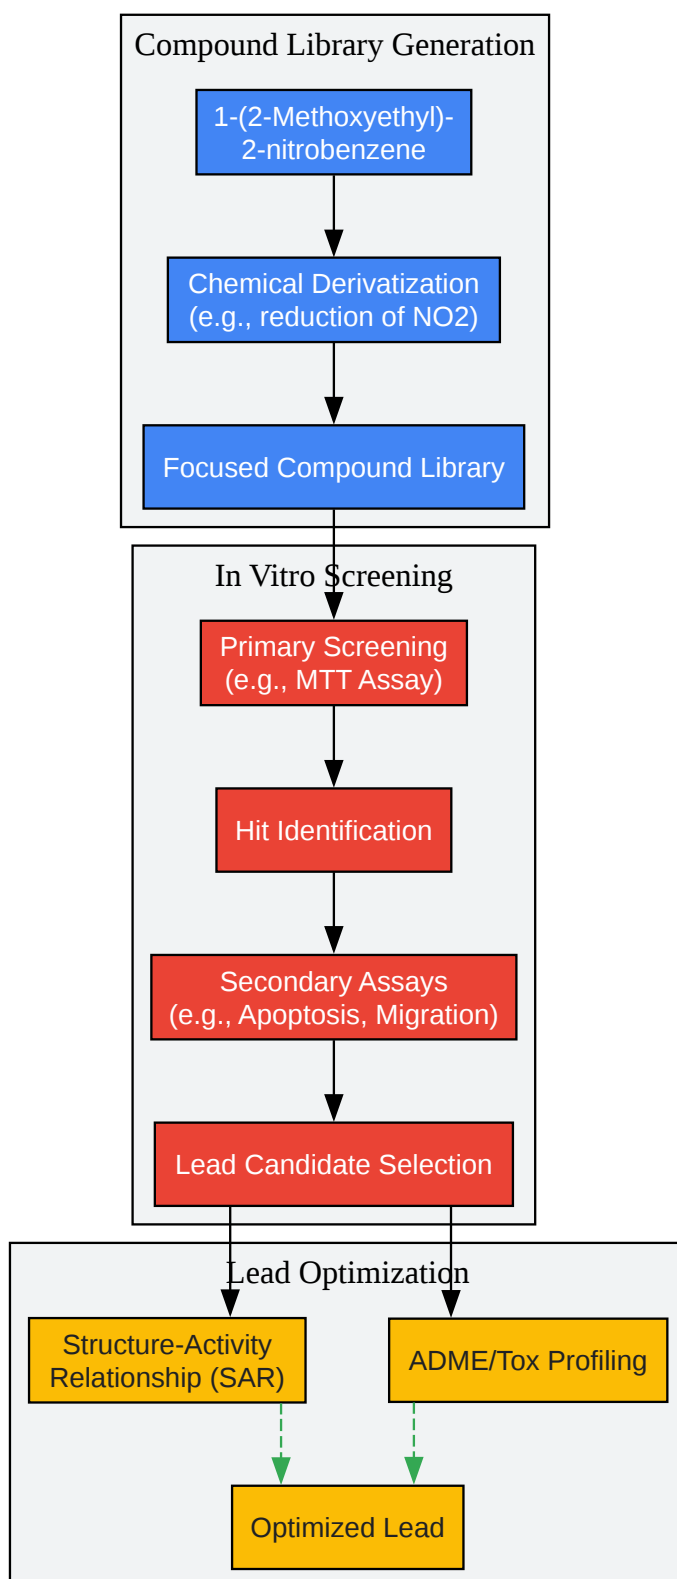 Compound Library Generation
1-(2-Methoxyethyl)-
2-nitrobenzene
Chemical Derivatization
(e.g., reduction of NO2)
Focused Compound Library
In Vitro Screening
Primary Screening
(e.g., MTT Assay)
Hit Identification
Secondary Assays
(e.g., Apoptosis, Migration)
Lead Candidate Selection
Lead Optimization
Structure-Activity
Relationship (SAR)
ADME/Tox Profiling
Optimized Lead